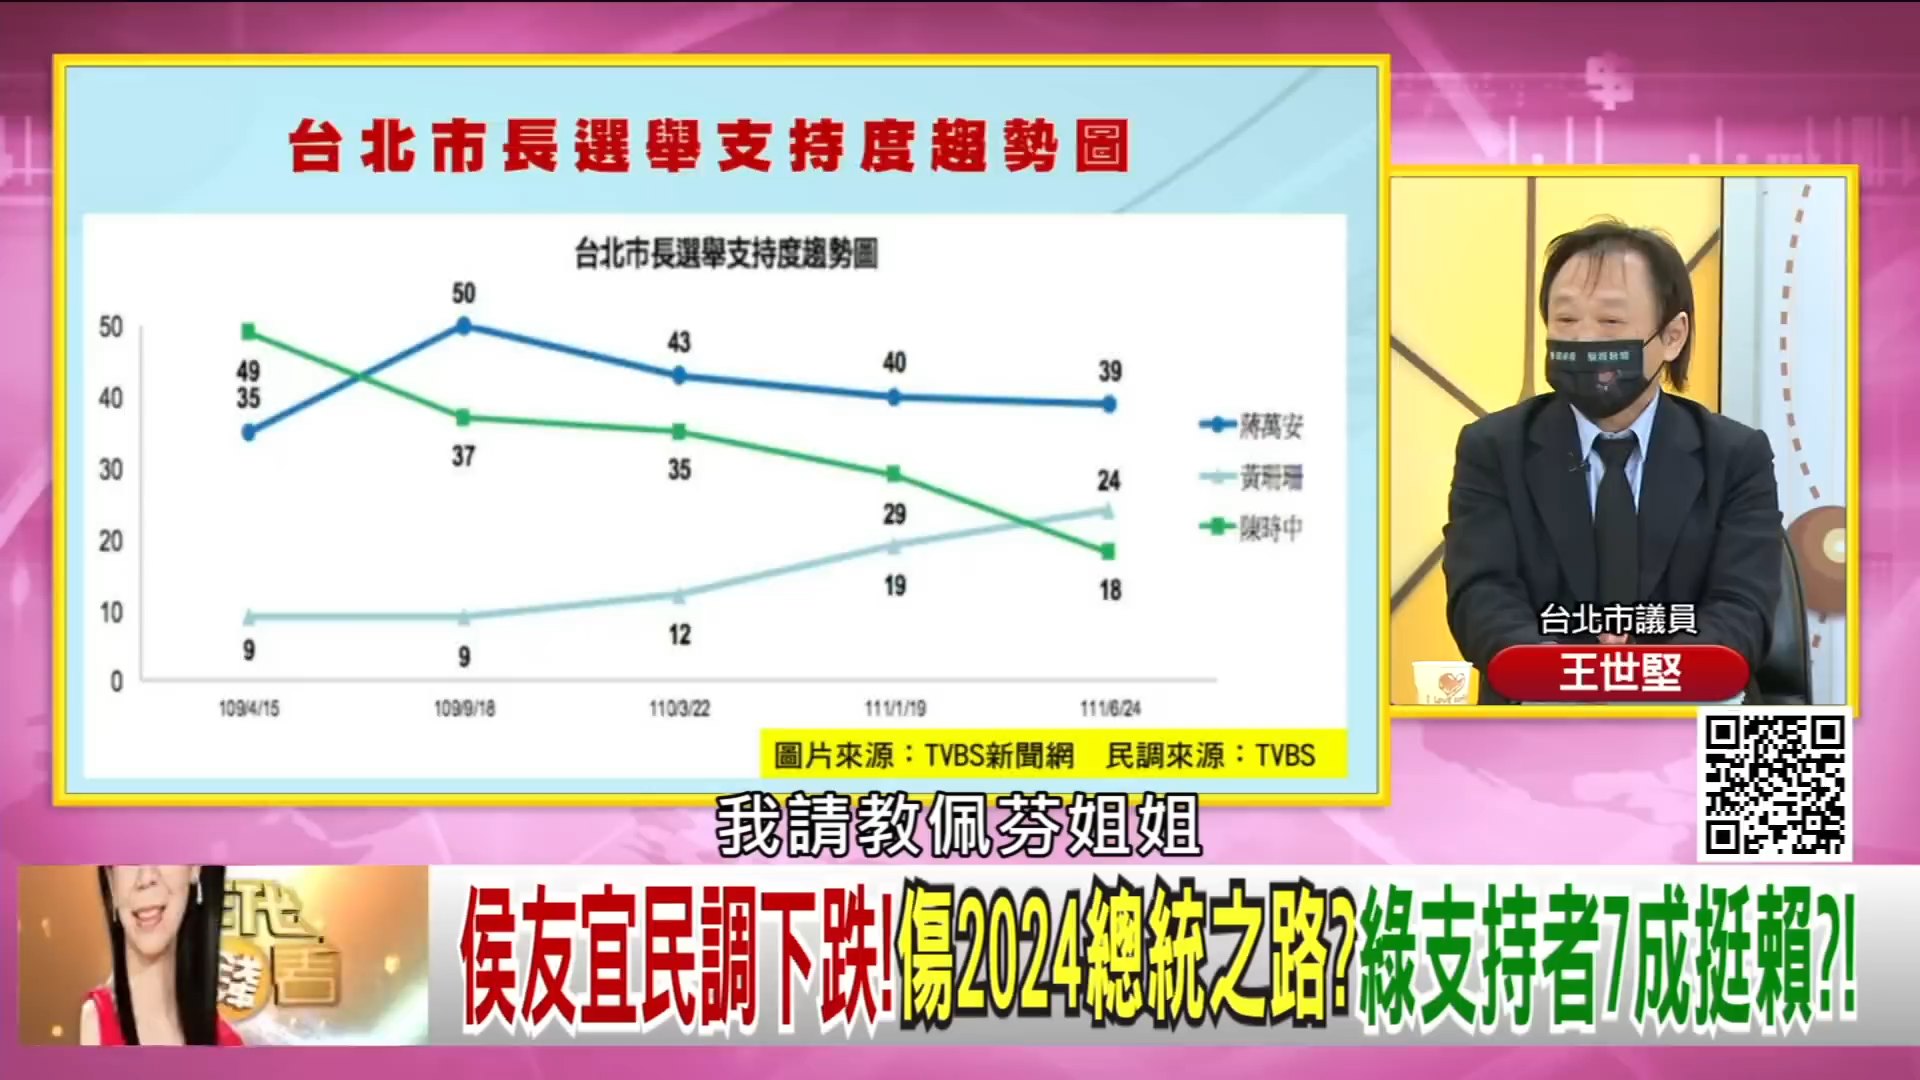 台北市長選舉支持度趨勢圖
台北市長選舉支持度趨勢圖
50
40
30
20
10
0
49
35
50
43
40
39
37
35
29
18
9
9
12
19
24
109/4/15
109/9/18
110/3/22
111/1/19
111/6/24
蔣萬安
黃珊珊
陳時中
圖片來源：TVBS新聞網 民調來源：TVBS
台北市議員
王世堅
我請教佩芬姐姐
侯友宜民調下跌!傷2024總統之路?綠支持者7成挺賴?!